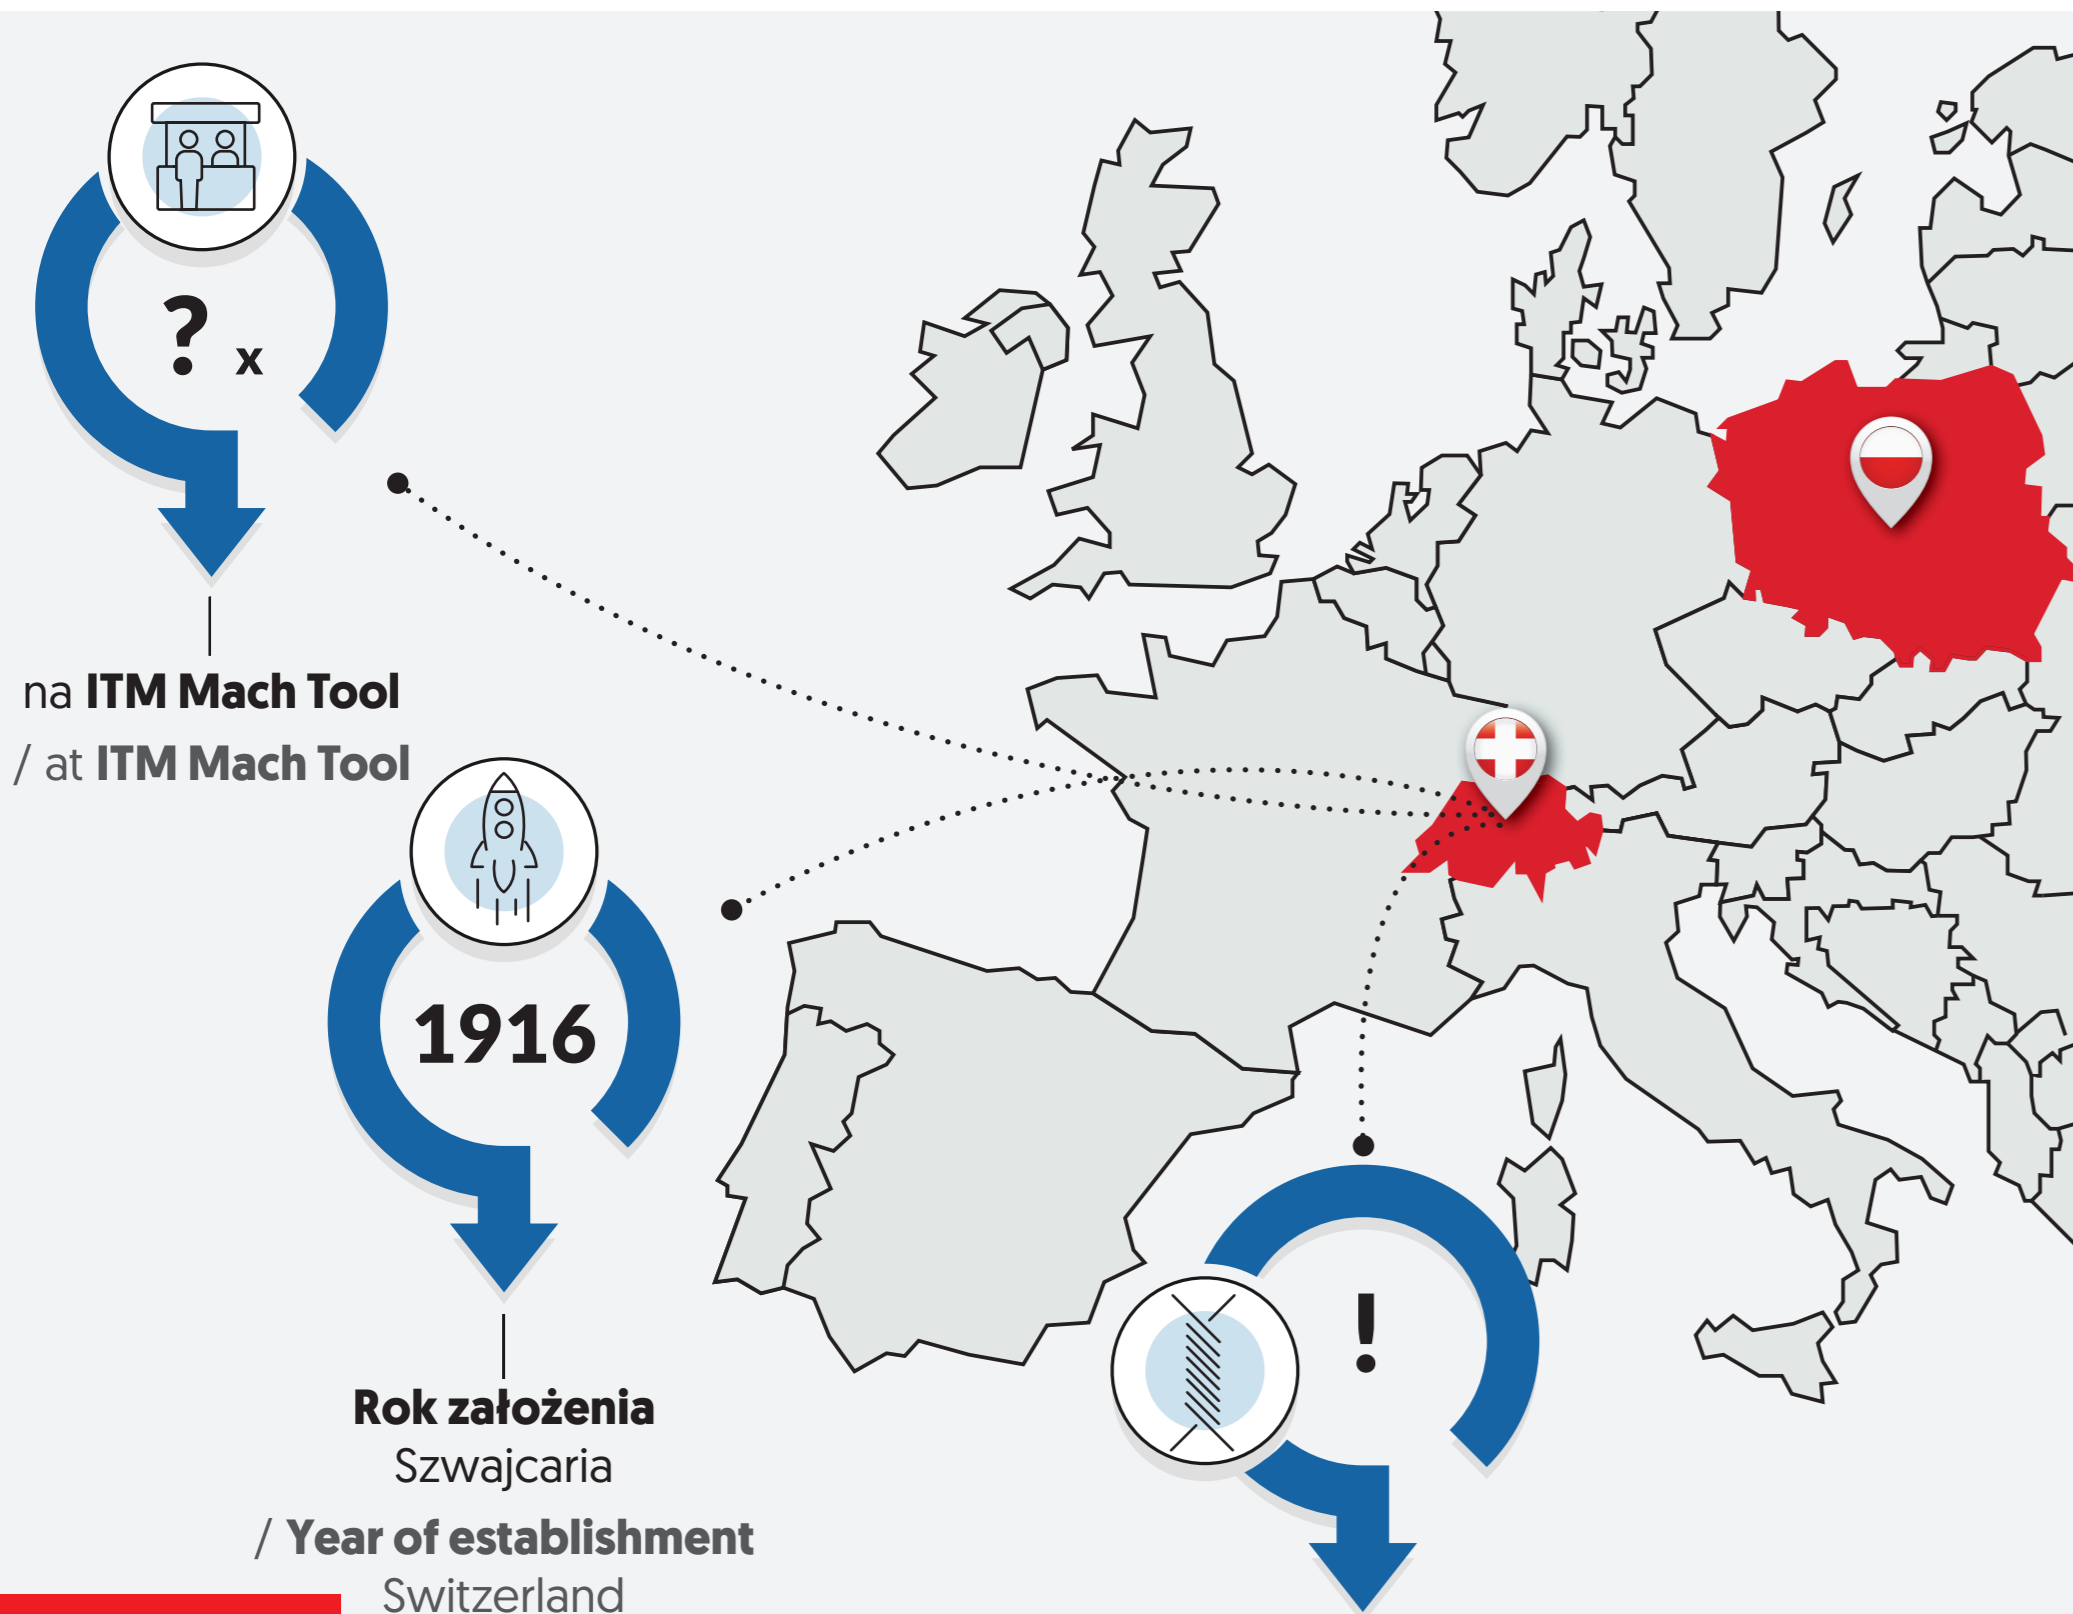 ? x
na ITM Mach Tool
/ at ITM Mach Tool
1916
Rok założenia
Szwajcaria
/ Year of establishment
Switzerland
!